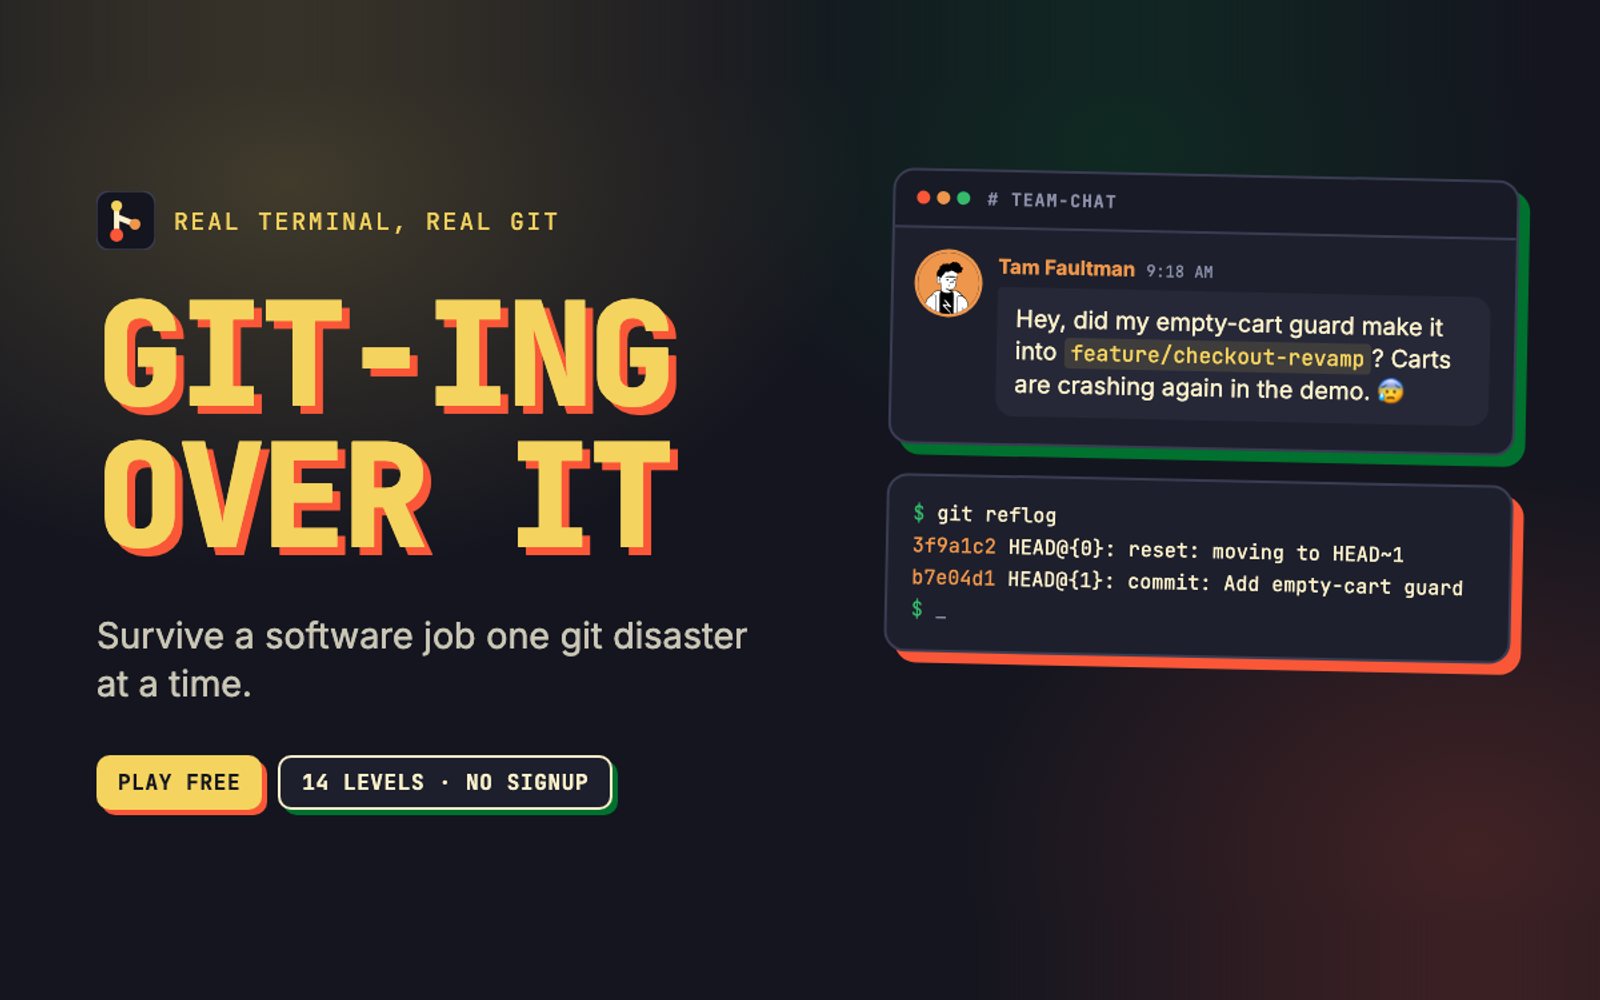 REAL TERMINAL, REAL GIT
GIT-ING
OVER IT
Survive a software job one git disaster
at a time.
PLAY FREE
14 LEVELS · NO SIGNUP
# TEAM-CHAT
Tam Faultman 9:18 AM
Hey, did my empty-cart guard make it
into feature/checkout-revamp? Carts
are crashing again in the demo. 😰
$ git reflog
3f9a1c2 HEAD@{0}: reset: moving to HEAD~1
b7e04d1 HEAD@{1}: commit: Add empty-cart guard
$ _